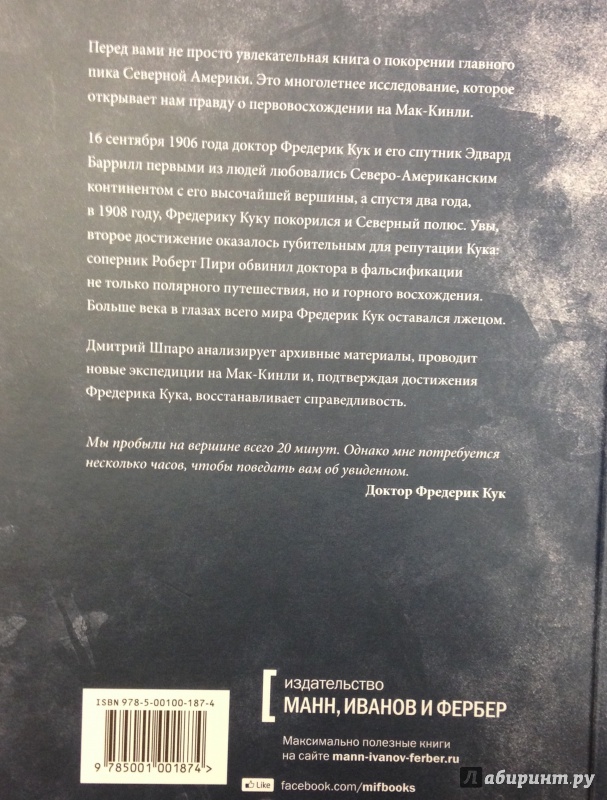 Перед вами не просто увлекательная книга о покорении главного
пика Северной Америки. Это многолетнее исследование, которое
открывает нам правду о первовосхождении на Мак-Кинли.
16 сентября 1906 года доктор Фредерик Кук и его спутник Эдвард
Баррилл первыми из людей любовались Северо-Американским
континентом с его высочайшей вершины, а спустя два года,
в 1908 году, Фредерику Куку покорился и Северный полюс. Увы,
второе достижение оказалось губительным для репутации Кука:
соперник Роберт Пири обвинил доктора в фальсификации
не только полярного путешествия, но и горного восхождения.
Больше века в глазах всего мира Фредерик Кук оставался лжецом.
Дмитрий Шпаро анализирует архивные материалы, проводит
новые экспедиции на Мак-Кинли и, подтверждая достижения
Фредерика Кука, восстанавливает справедливость.
Мы пробыли на вершине всего 20 минут. Однако мне потребуется
несколько часов, чтобы поведать вам об увиденном.
Доктор Фредерик Кук
ISBN 978-5-00100-187-4
9 785001 001874 >
издательство
МАНН, ИВАНОВ И ФЕРБЕР
Максимально полезные книги
на сайте mann-ivanov-ferber.ru
Like facebook.com/mifbooks
Лабиринт.ру